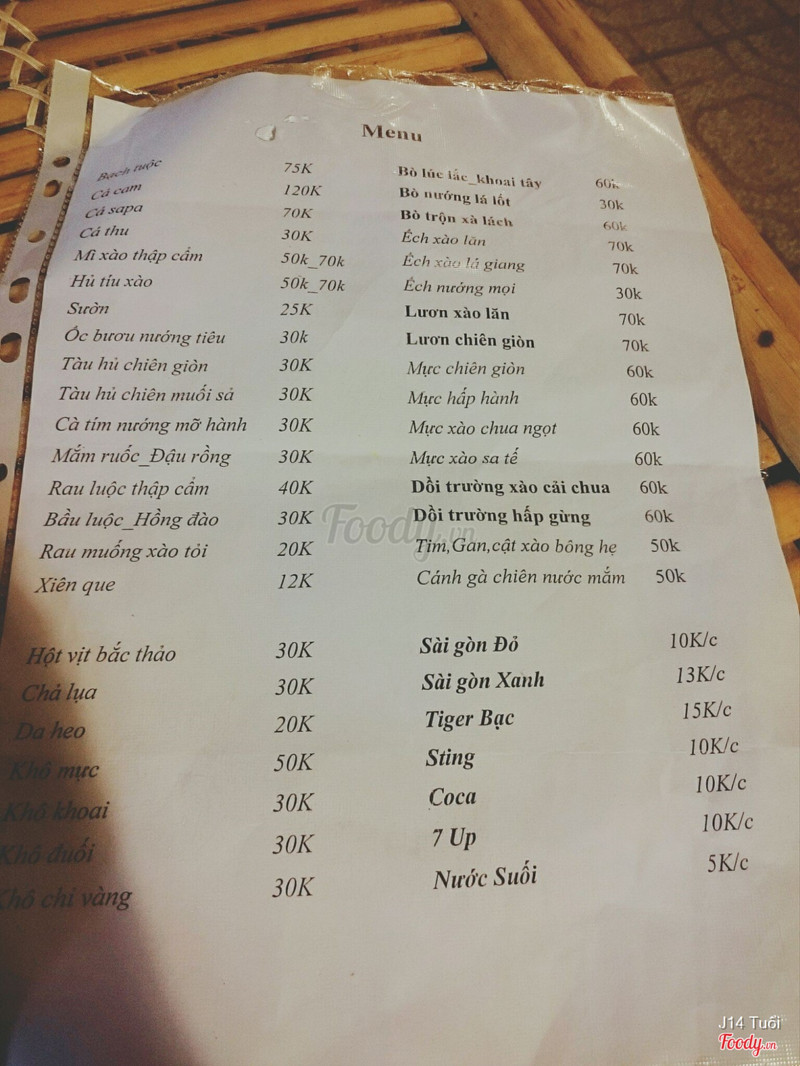 Menu
Bạch tuộc 75K
Cá cam 120K
Cá sapa 70K
Cá thu 30K
Mì xào thập cẩm 50k_70k
Hủ tíu xào 50k_70k
Sườn 25K
Ốc bươu nướng tiêu 30k
Tàu hủ chiên giòn 30K
Tàu hủ chiên muối sả 30K
Cà tím nướng mỡ hành 30K
Mắm ruốc_Đậu rồng 30K
Rau luộc thập cẩm 40K
Bầu luộc_Hồng đào 30K
Rau muống xào tỏi 20K
Xiên que 12K
Hột vịt bắc thảo 30K
Chả lụa 30K
Da heo 20K
Khô mực 50K
Khô khoai 30K
Khô đuối 30K
Khô chỉ vàng 30K
Bò lúc lắc_khoai tây 60k
Bò nướng lá lốt 30k
Bò trộn xà lách 60k
Ếch xào lăn 70k
Ếch xào lá giang 70k
Ếch nướng mọi 30k
Lươn xào lăn 70k
Lươn chiên giòn 70k
Mực chiên giòn 60k
Mực hấp hành 60k
Mực xào chua ngọt 60k
Mực xào sa tế 60k
Dồi trường xào cải chua 60k
Dồi trường hấp gừng 60k
Tim,Gan,cật xào bông hẹ 50k
Cánh gà chiên nước mắm 50k
Sài gòn Đỏ 10K/c
Sài gòn Xanh 13K/c
Tiger Bạc 15K/c
Sting 10K/c
Coca 10K/c
7 Up 10K/c
Nước Suối 5K/c
Foody.vn
J14 Tuổi
Foody.vn